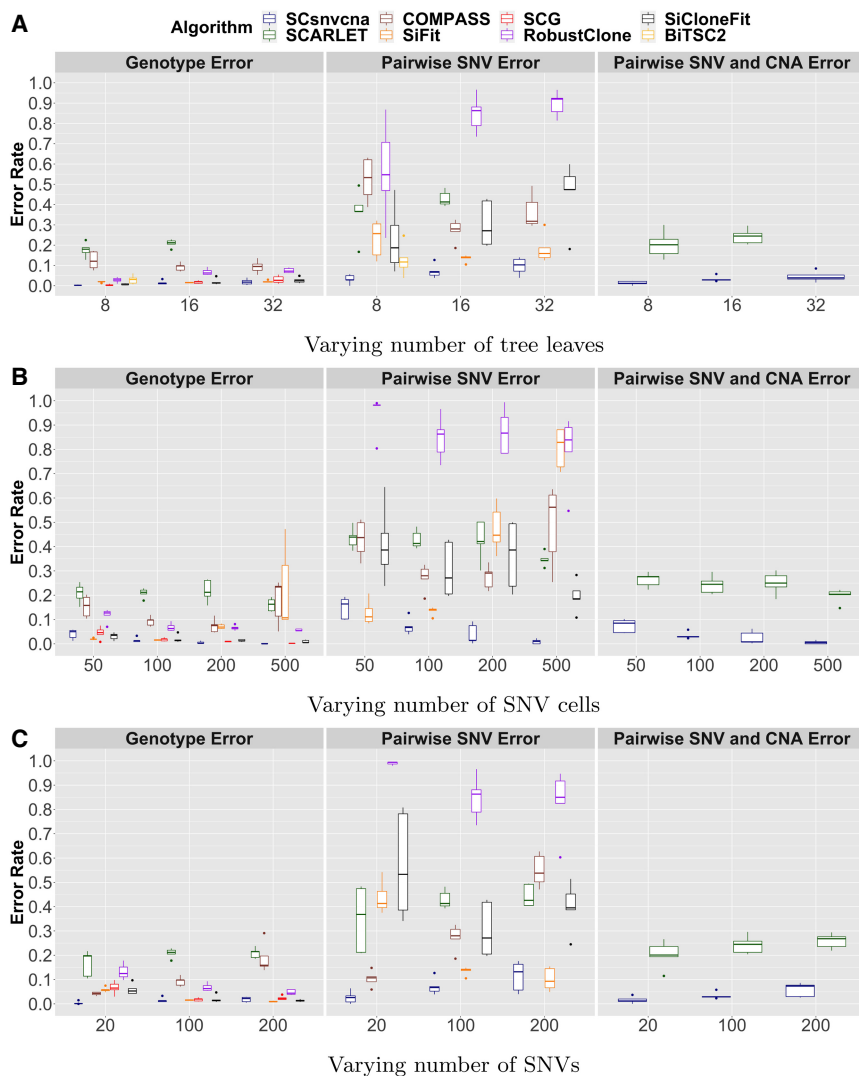 A
Algorithm SCsnvcna COMPASS SCG SiCloneFit
SCARLET SiFit RobustClone BiTSC2
Genotype Error Pairwise SNV Error Pairwise SNV and CNA Error
Error Rate
1.0
0.9
0.8
0.7
0.6
0.5
0.4
0.3
0.2
0.1
0.0
8 16 32 8 16 32 8 16 32
Varying number of tree leaves
B
Genotype Error Pairwise SNV Error Pairwise SNV and CNA Error
Error Rate
1.0
0.9
0.8
0.7
0.6
0.5
0.4
0.3
0.2
0.1
0.0
50 100 200 500 50 100 200 500 50 100 200 500
Varying number of SNV cells
C
Genotype Error Pairwise SNV Error Pairwise SNV and CNA Error
Error Rate
1.0
0.9
0.8
0.7
0.6
0.5
0.4
0.3
0.2
0.1
0.0
20 100 200 20 100 200 20 100 200
Varying number of SNVs